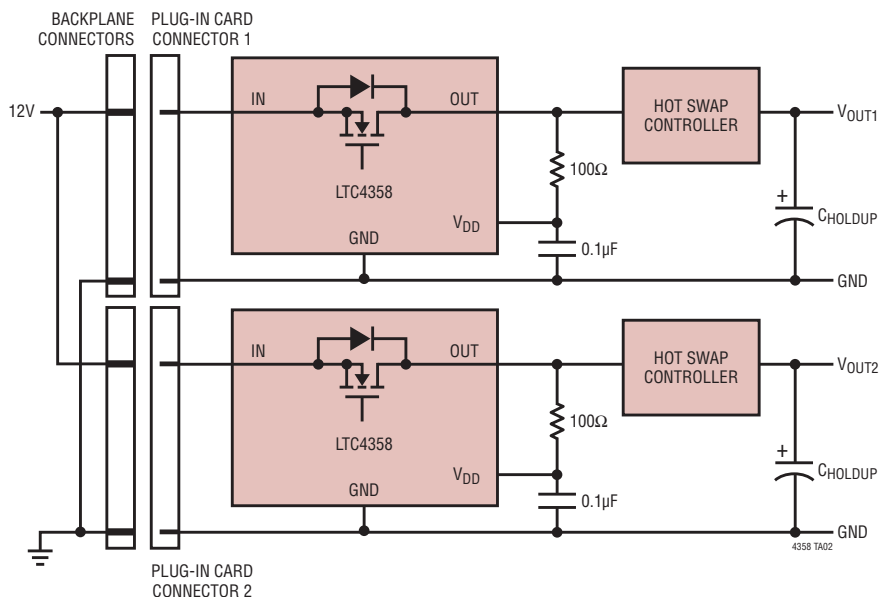 BACKPLANE
CONNECTORS
PLUG-IN CARD
CONNECTOR 1
12V
IN
OUT
LTC4358
VDD
GND
100Ω
0.1µF
HOT SWAP
CONTROLLER
VOUT1
+
CHOLDUP
GND
IN
OUT
LTC4358
VDD
GND
100Ω
0.1µF
HOT SWAP
CONTROLLER
VOUT2
+
CHOLDUP
GND
4358 TA02
PLUG-IN CARD
CONNECTOR 2